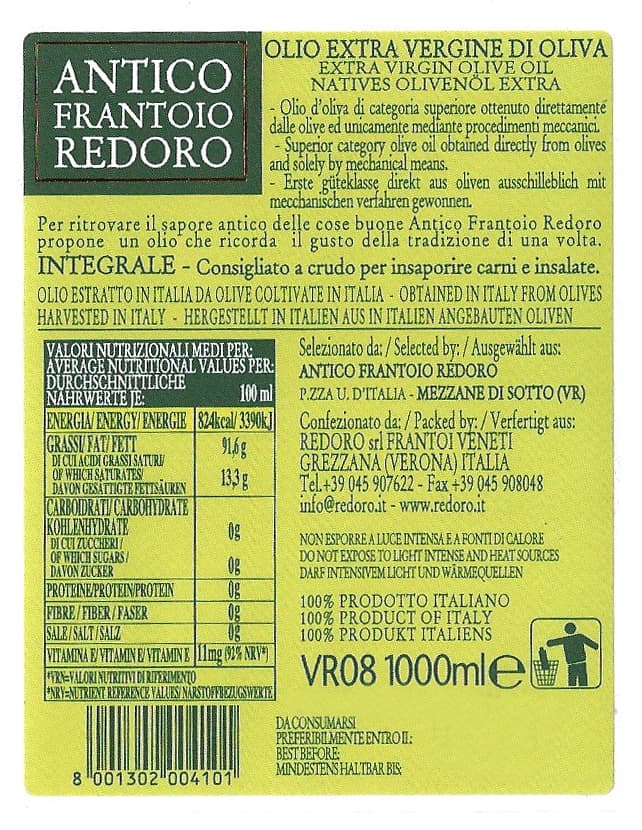 ANTICO
FRANTOIO
REDORO
OLIO EXTRA VERGINE DI OLIVA
EXTRA VIRGIN OLIVE OIL
NATIVES OLIVENÖL EXTRA
- Olio d'oliva di categoria superiore ottenuto direttamente
dalle olive ed unicamente mediante procedimenti meccanici.
- Superior category olive oil obtained directly from olives
and solely by mechanical means.
- Erste güteklasse direkt aus oliven ausschilleblich mit
mecchanischen verfahren gewonnen.
Per ritrovare il sapore antico delle cose buone Antico Frantoio Redoro
propone un olio che ricorda il gusto della tradizione di una volta.
INTEGRALE - Consigliato a crudo per insaporire carni e insalate.
OLIO ESTRATTO IN ITALIA DA OLIVE COLTIVATE IN ITALIA - OBTAINED IN ITALY FROM OLIVES
HARVESTED IN ITALY - HERGESTELLT IN ITALIEN AUS IN ITALIEN ANGEBAUTEN OLIVEN
VALORI NUTRIZIONALI MEDI PER:
AVERAGE NUTRITIONAL VALUES PER:
DURCHSCHNITTLICHE
NAHRWERTE JE: 100 ml
ENERGIA/ ENERGY/ ENERGIE 824kcal/ 3390kJ
GRASSI/ FAT/ FETT 91,6 g
DI CUI ACIDI GRASSI SATURI/
OF WHICH SATURATES/ 13,3 g
DAVON GESÄTTIGTE FETTSÄUREN
CARBOIDRATI/ CARBOHYDRATE
KOHLENHYDRATE 0g
DI CUI ZUCCHERI /
OF WHICH SUGARS /
DAVON ZUCKER 0g
PROTEINE/PROTEIN/PROTEIN 0g
FIBRE / FIBER / FASER 0g
SALE / SALT / SALZ 0g
VITAMINA E/ VITAMIN E/ VITAMIN E 11mg (92% NRV*)
*VRN=VALORI NUTRITIVI DI RIFERIMENTO
*NRV=NUTRIENT REFERENCE VALUES/ NARSTOFFBEZUGSWERTE
Selezionato da: / Selected by: / Ausgewählt aus:
ANTICO FRANTOIO REDORO
P.ZZA U. D'ITALIA - MEZZANE DI SOTTO (VR)
Confezionato da: / Packed by: / Verfertigt aus:
REDORO srl FRANTOI VENETI
GREZZANA (VERONA) ITALIA
Tel.+39 045 907622 - Fax +39 045 908048
info@redoro.it - www.redoro.it
NON ESPORRE A LUCE INTENSA E A FONTI DI CALORE
DO NOT EXPOSE TO LIGHT INTENSE AND HEAT SOURCES
DARF INTENSIVEM LICHT UND WÄRMEQUELLEN
100% PRODOTTO ITALIANO
100% PRODUCT OF ITALY
100% PRODUKT ITALIENS
VR08 1000ml e
8 001302 004101
DA CONSUMARSI
PREFERIBILMENTE ENTRO IL:
BEST BEFORE:
MINDESTENS HALTBAR BIS: